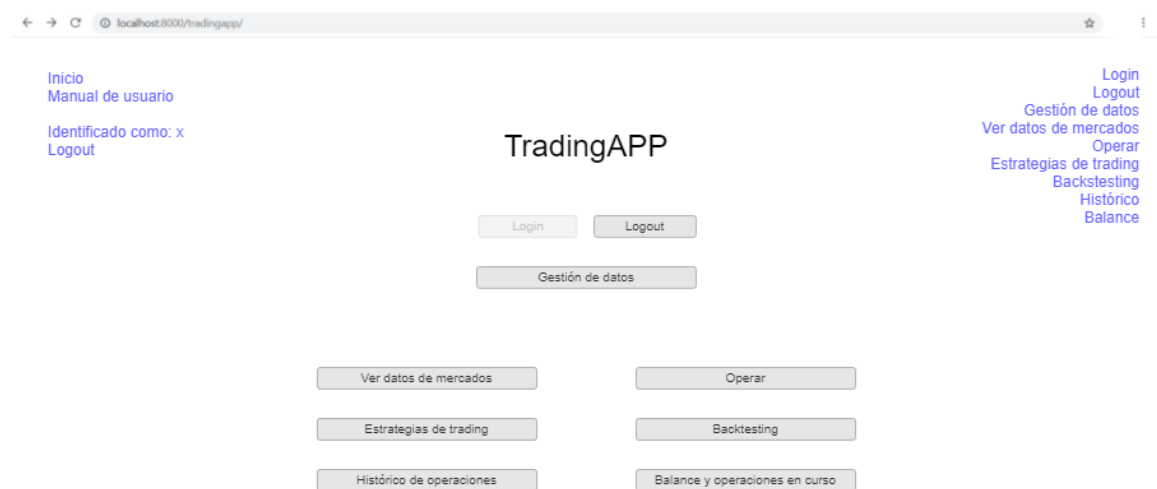 localhost:8000/tradingapp/
Inicio
Manual de usuario
Identificado como: x
Logout
Login
Logout
Gestión de datos
Ver datos de mercados
Operar
Estrategias de trading
Backstesting
Histórico
Balance
TradingAPP
Login
Logout
Gestión de datos
Ver datos de mercados
Operar
Estrategias de trading
Backtesting
Histórico de operaciones
Balance y operaciones en curso